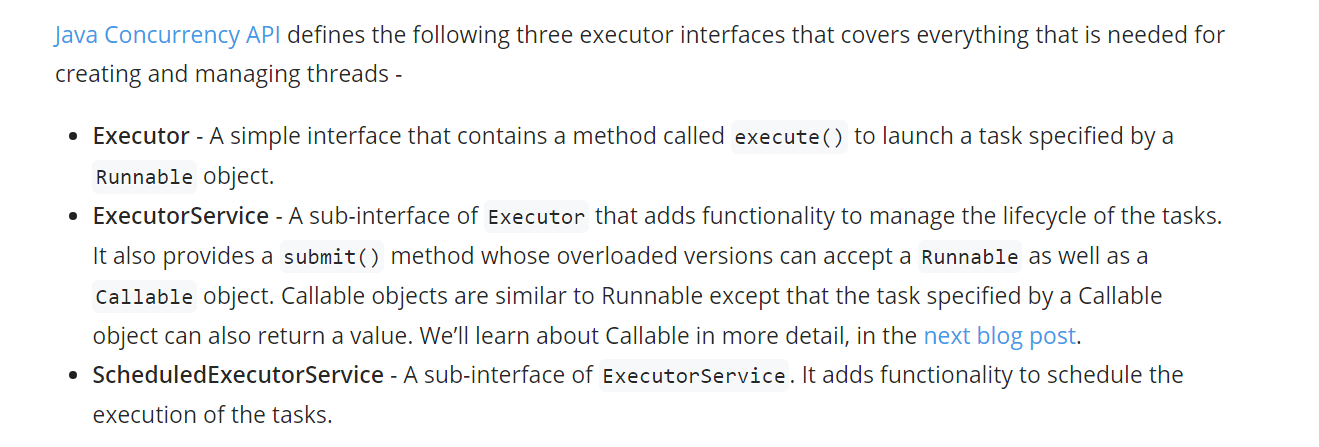 Java Concurrency API defines the following three executor interfaces that covers everything that is needed for
creating and managing threads -
• Executor - A simple interface that contains a method called execute() to launch a task specified by a
Runnable object.
• ExecutorService - A sub-interface of Executor that adds functionality to manage the lifecycle of the tasks.
It also provides a submit() method whose overloaded versions can accept a Runnable as well as a
Callable object. Callable objects are similar to Runnable except that the task specified by a Callable
object can also return a value. We’ll learn about Callable in more detail, in the next blog post.
• ScheduledExecutorService - A sub-interface of ExecutorService. It adds functionality to schedule the
execution of the tasks.